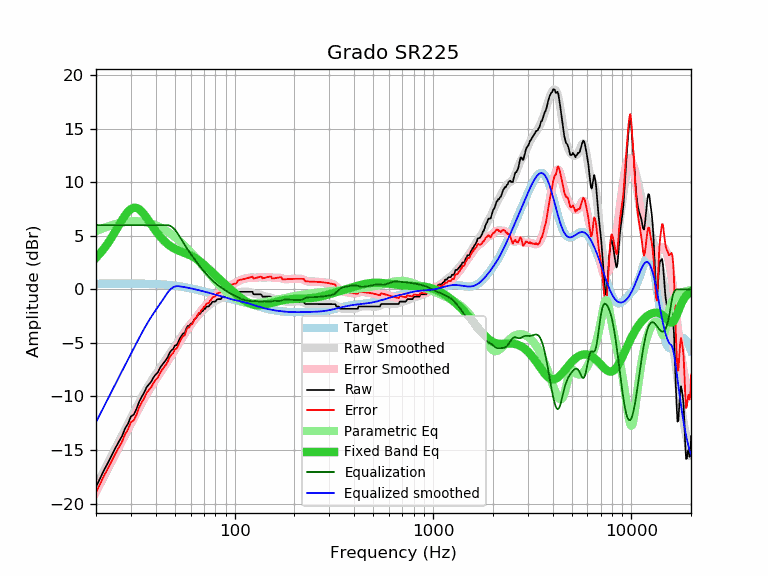 Grado SR225
20
15
10
5
0
−5
−10
−15
−20
Amplitude (dBr)
Target
Raw Smoothed
Error Smoothed
Raw
Error
Parametric Eq
Fixed Band Eq
Equalization
Equalized smoothed
100
1000
10000
Frequency (Hz)